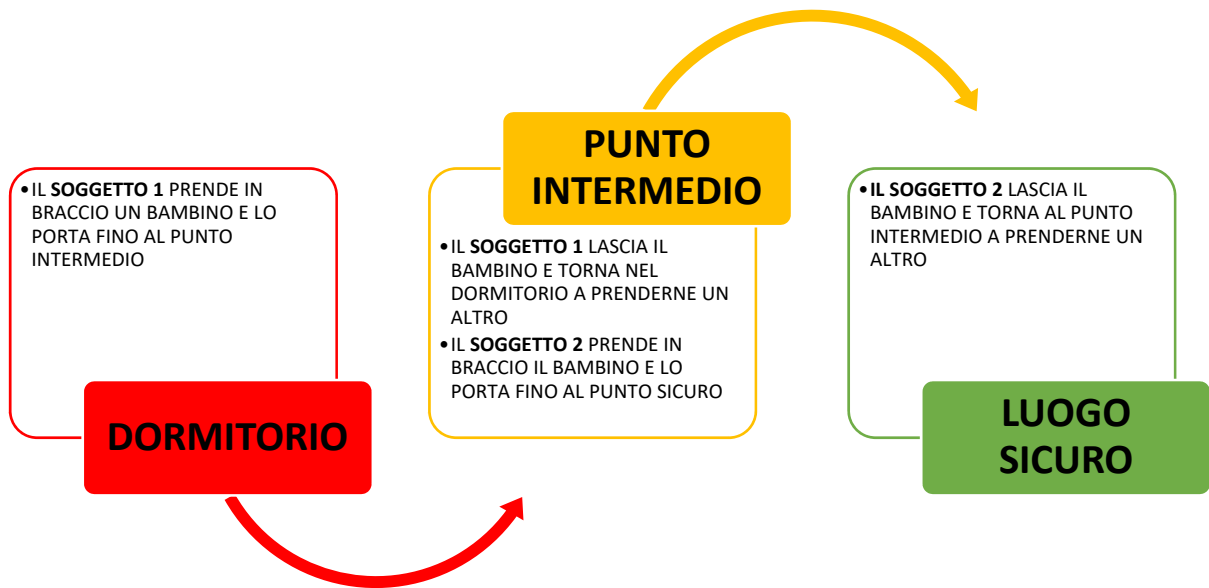 • IL SOGGETTO 1 PRENDE IN
BRACCIO UN BAMBINO E LO
PORTA FINO AL PUNTO
INTERMEDIO
DORMITORIO
PUNTO
INTERMEDIO
• IL SOGGETTO 1 LASCIA IL
BAMBINO E TORNA NEL
DORMITORIO A PRENDERNE UN
ALTRO
• IL SOGGETTO 2 PRENDE IN
BRACCIO IL BAMBINO E LO
PORTA FINO AL PUNTO SICURO
• IL SOGGETTO 2 LASCIA IL
BAMBINO E TORNA AL PUNTO
INTERMEDIO A PRENDERNE UN
ALTRO
LUOGO
SICURO